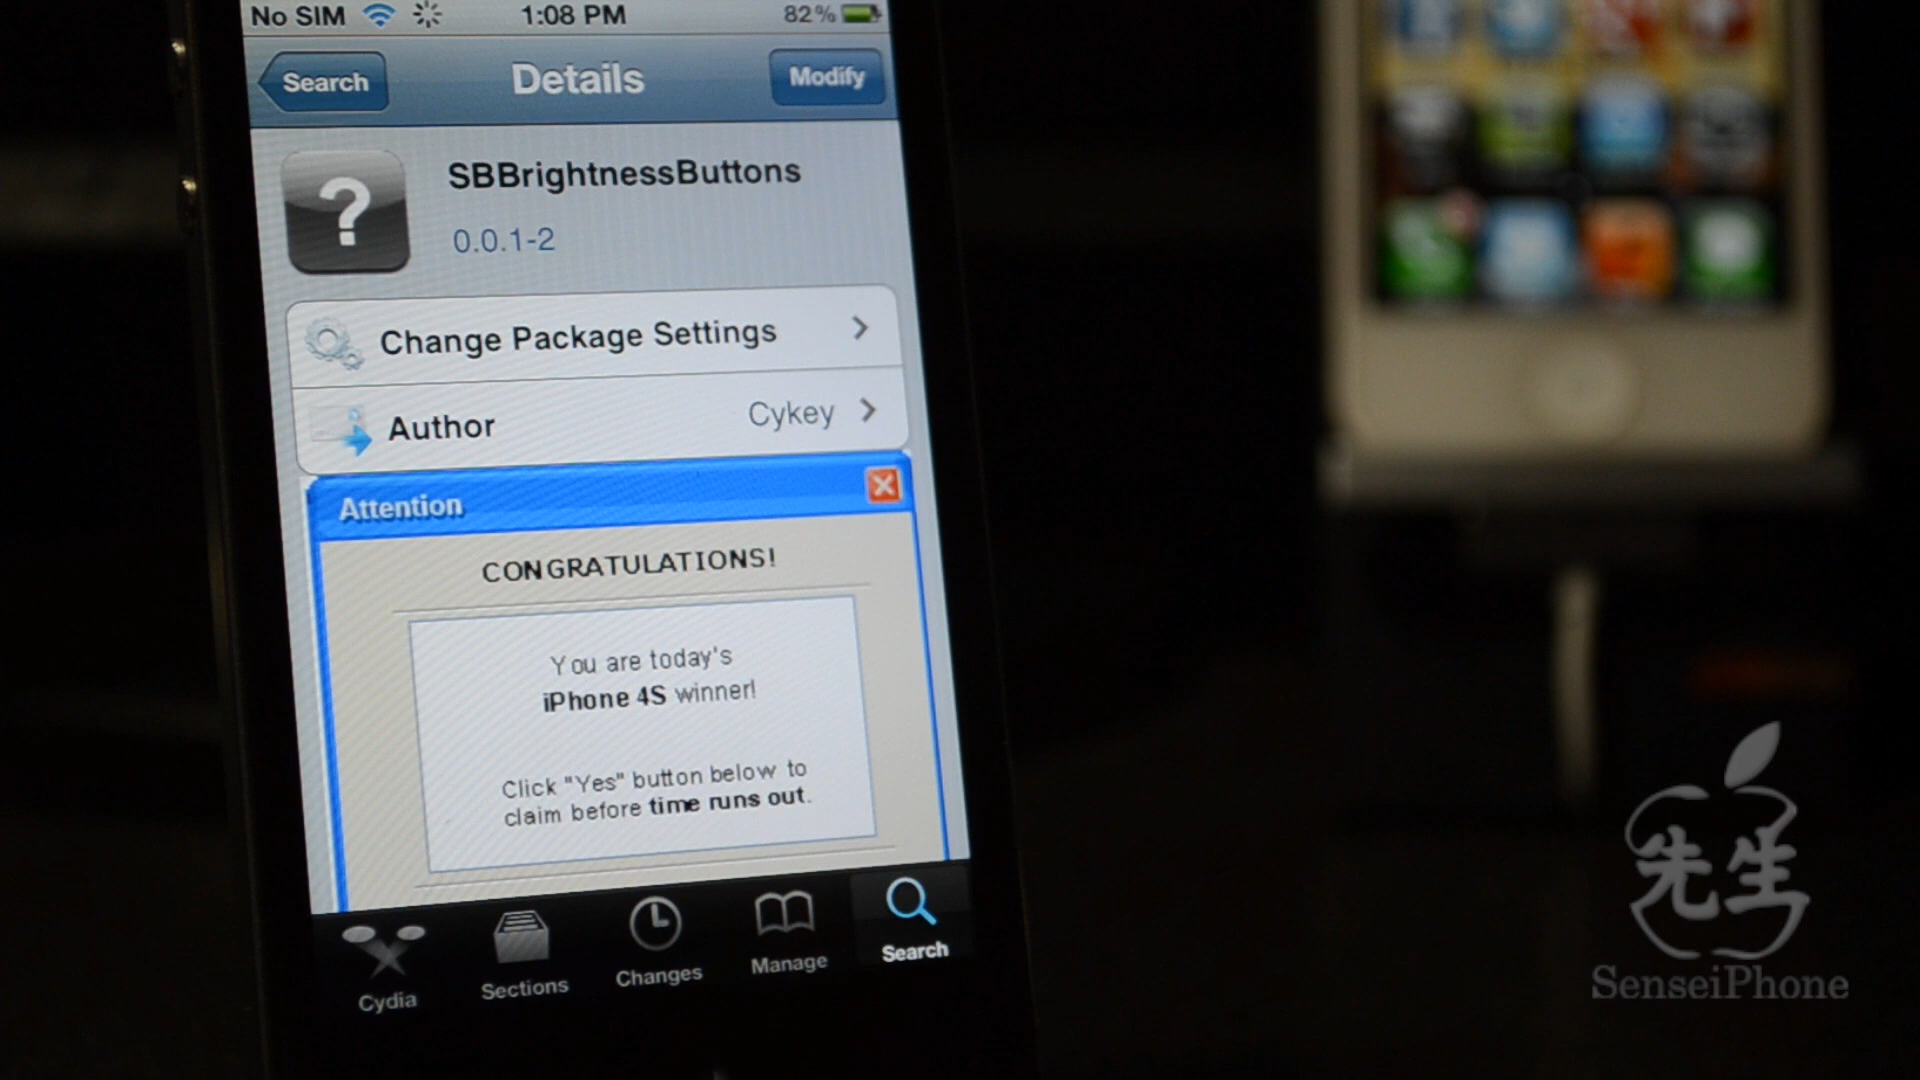 No SIM 1:08 PM 82%
Search Details Modify
SBBrightnessButtons
0.0.1-2
Change Package Settings
Author Cykey
Attention
CONGRATULATIONS!
You are today's
iPhone 4S winner!
Click "Yes" button below to
claim before time runs out.
Cydia Sections Changes Manage Search
先生
SenseiPhone